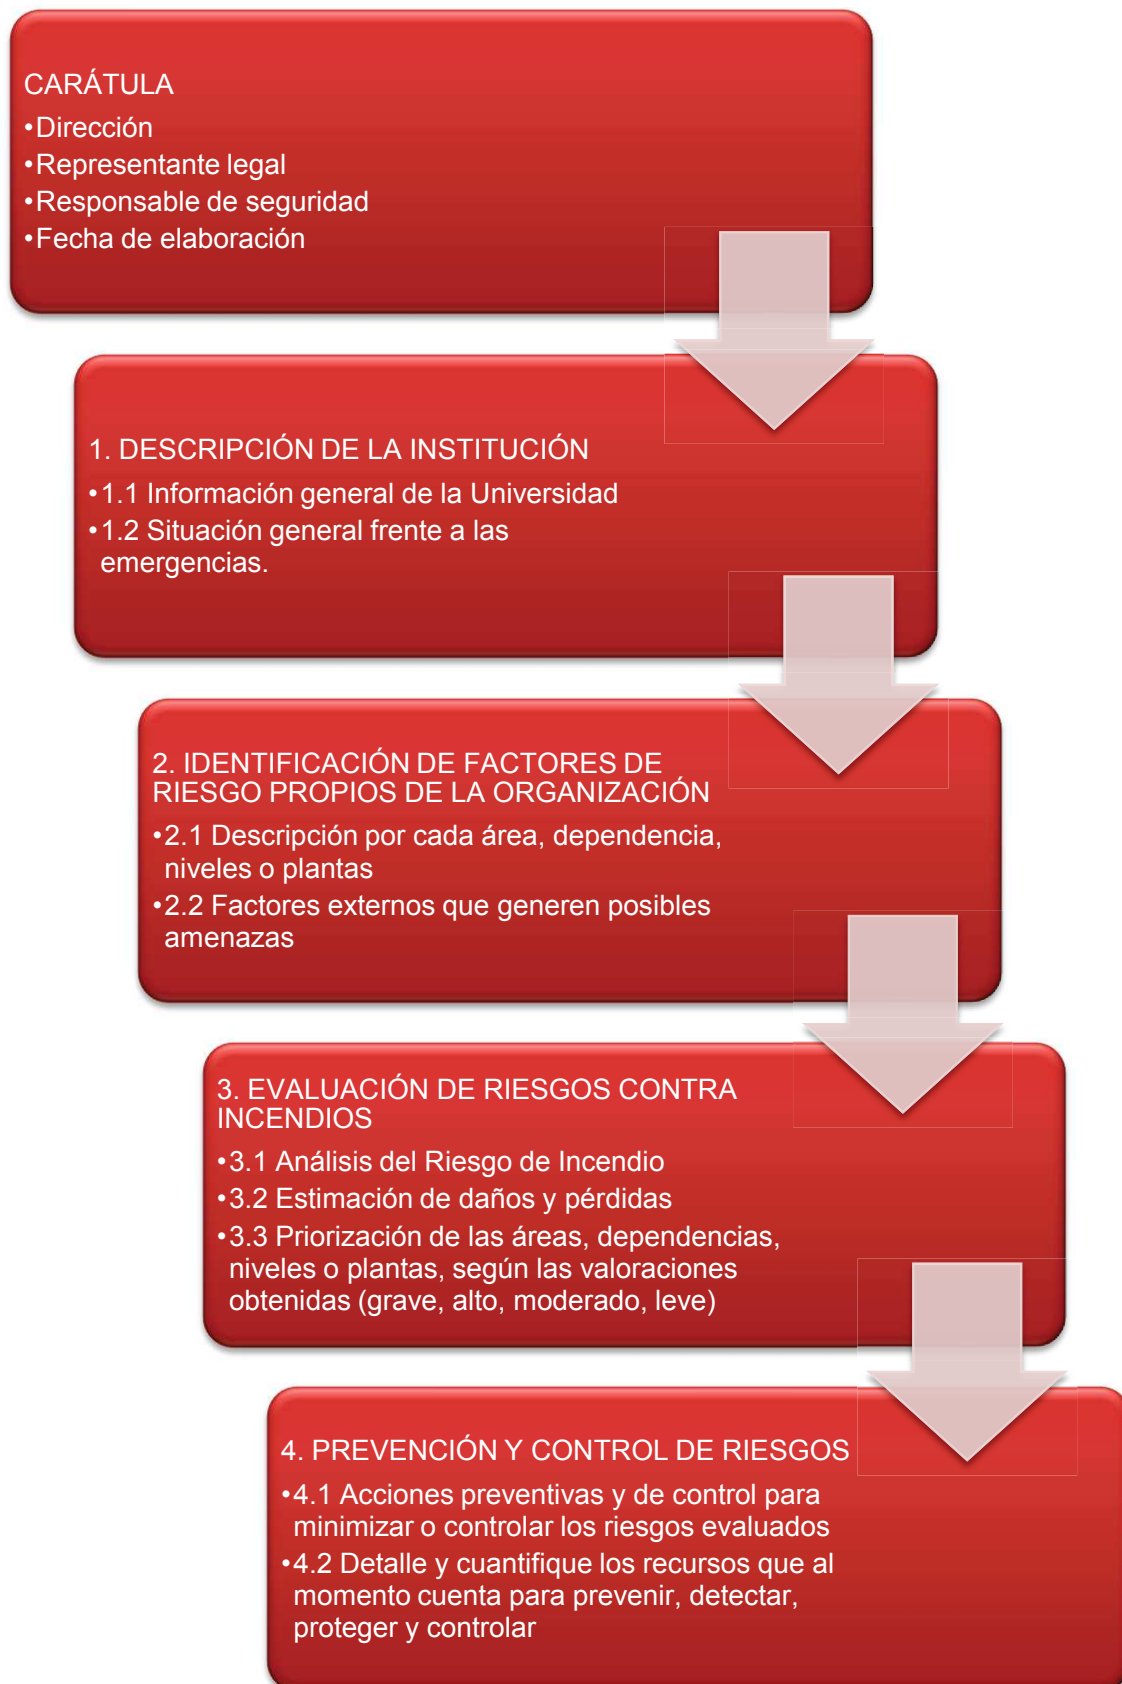 CARÁTULA
•Dirección
•Representante legal
•Responsable de seguridad
•Fecha de elaboración
1. DESCRIPCIÓN DE LA INSTITUCIÓN
•1.1 Información general de la Universidad
•1.2 Situación general frente a las
emergencias.
2. IDENTIFICACIÓN DE FACTORES DE
RIESGO PROPIOS DE LA ORGANIZACIÓN
•2.1 Descripción por cada área, dependencia,
niveles o plantas
•2.2 Factores externos que generen posibles
amenazas
3. EVALUACIÓN DE RIESGOS CONTRA
INCENDIOS
•3.1 Análisis del Riesgo de Incendio
•3.2 Estimación de daños y pérdidas
•3.3 Priorización de las áreas, dependencias,
niveles o plantas, según las valoraciones
obtenidas (grave, alto, moderado, leve)
4. PREVENCIÓN Y CONTROL DE RIESGOS
•4.1 Acciones preventivas y de control para
minimizar o controlar los riesgos evaluados
•4.2 Detalle y cuantifique los recursos que al
momento cuenta para prevenir, detectar,
proteger y controlar